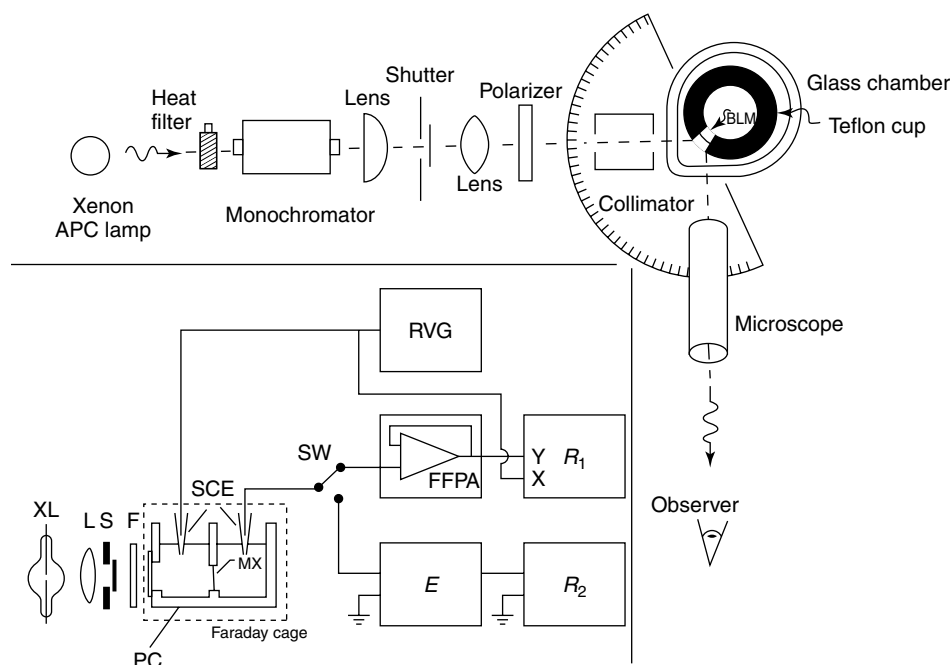 Shutter
Polarizer
Glass chamber
Lens
Heat
filter
BLM
Teflon cup
Lens
Collimator
Xenon
APC lamp
Monochromator
RVG
Microscope
SW
Y
X
R1
FFPA
SCE
Observer
XL
L
S
F
MX
E
R2
Faraday cage
PC